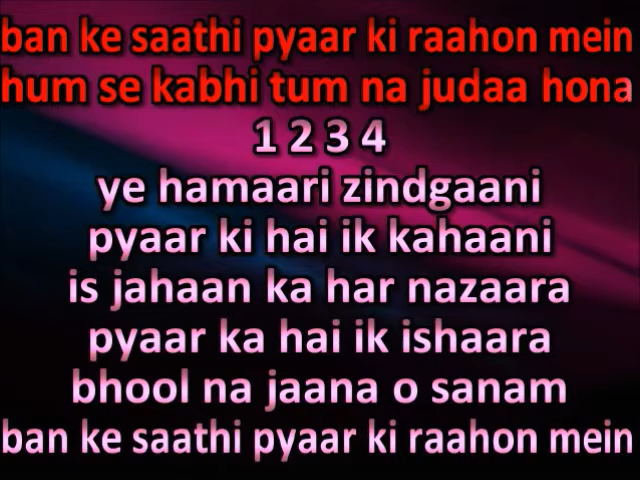 ban ke saathi pyaar ki raahon mein
hum se kabhi tum na judaa hona
1 2 3 4
ye hamaari zindgaani
pyaar ki hai ik kahaani
is jahaan ka har nazaara
pyaar ka hai ik ishaara
bhool na jaana o sanam
ban ke saathi pyaar ki raahon mein